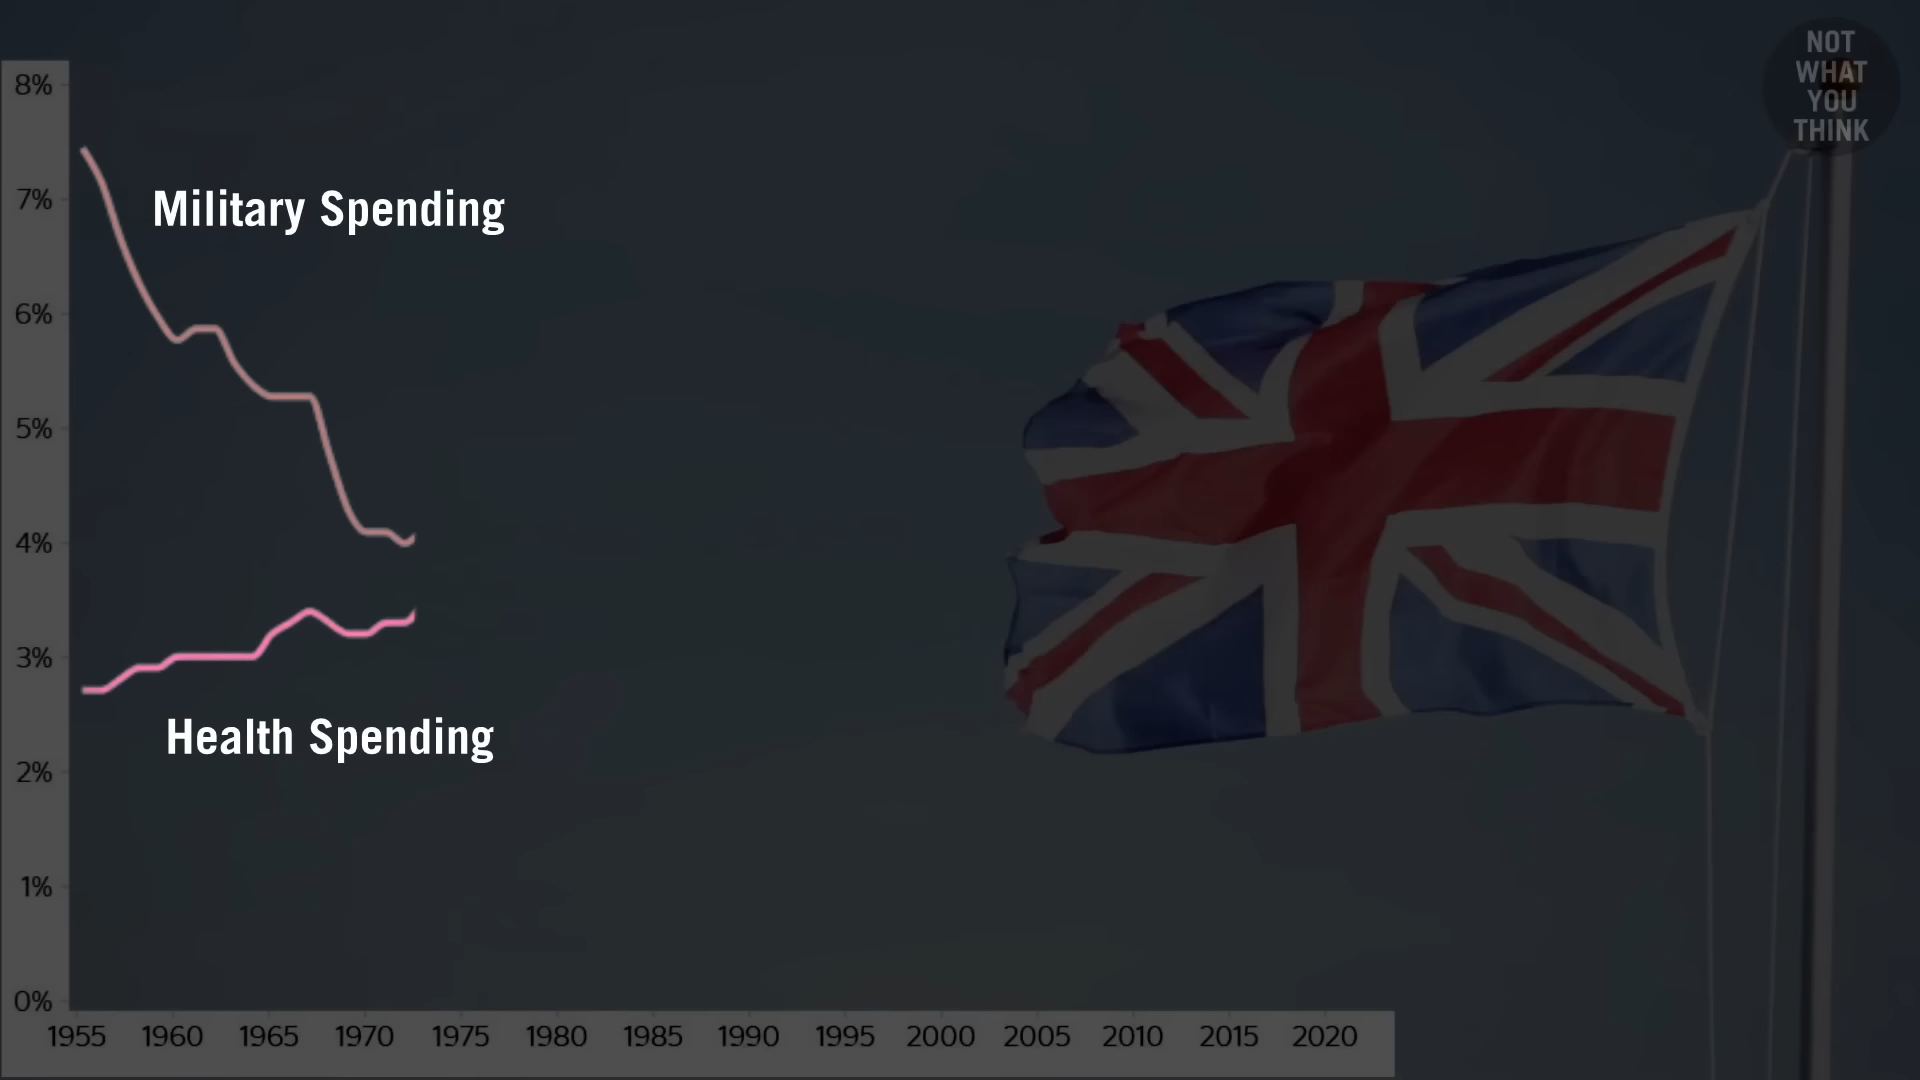 NOT
WHAT
YOU
THINK
8%
7%
Military Spending
6%
5%
4%
3%
Health Spending
2%
1%
0%
1955 1960 1965 1970 1975 1980 1985 1990 1995 2000 2005 2010 2015 2020